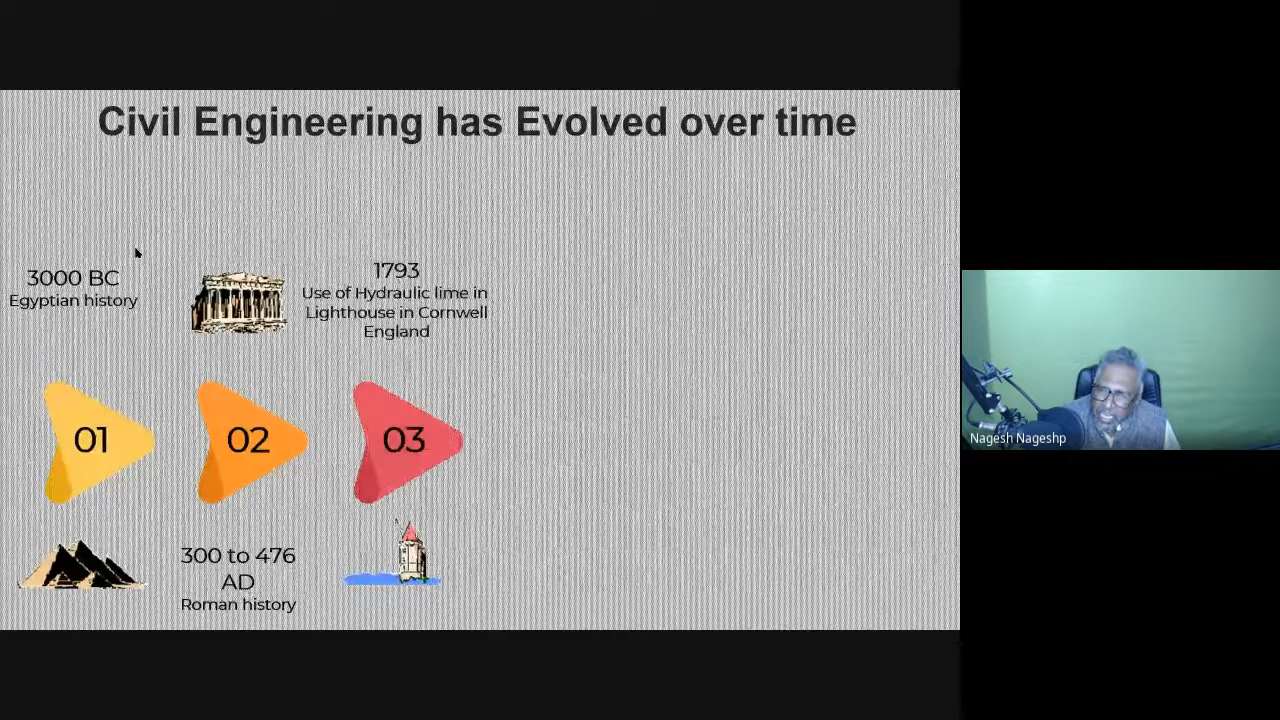 Civil Engineering has Evolved over time
3000 BC
Egyptian history
1793
Use of Hydraulic lime in
Lighthouse in Cornwell
England
01
02
03
300 to 476
AD
Roman history
Nagesh Nageshp